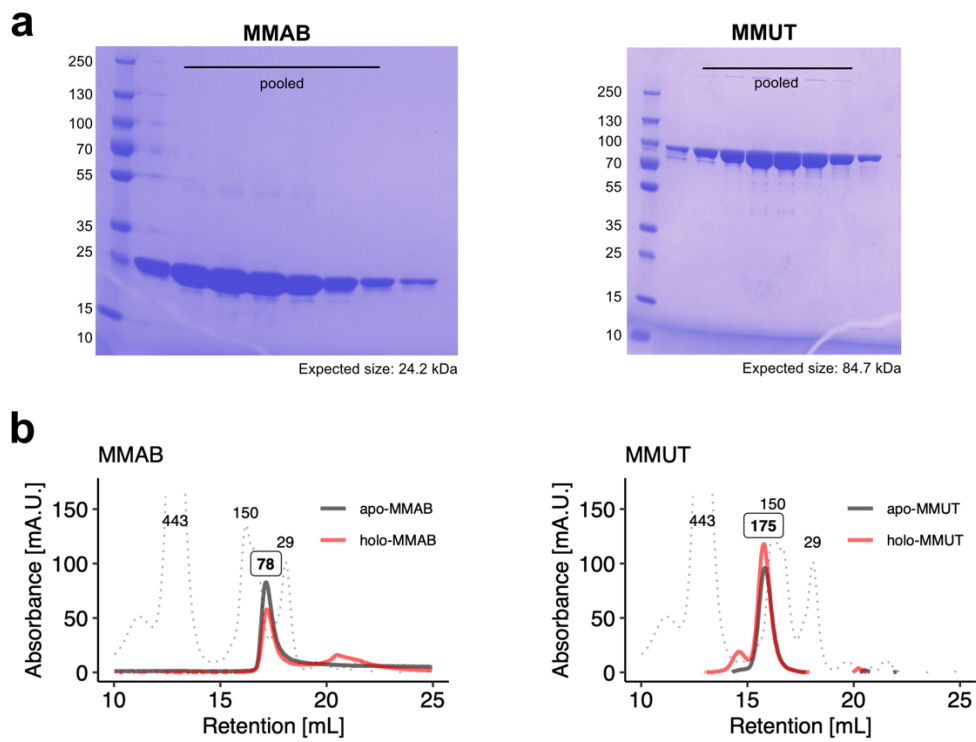 a
MMAB
250
130
100
70
55
35
25
15
10
pooled
Expected size: 24.2 kDa
MMUT
250
130
100
70
55
35
25
15
10
pooled
Expected size: 84.7 kDa
b
MMAB
Absorbance [mA.U.]
150
100
50
0
443
150
78
29
apo-MMAB
holo-MMAB
10
15
20
25
Retention [mL]
MMUT
Absorbance [mA.U.]
150
100
50
0
443
150
175
29
apo-MMUT
holo-MMUT
10
15
20
25
Retention [mL]